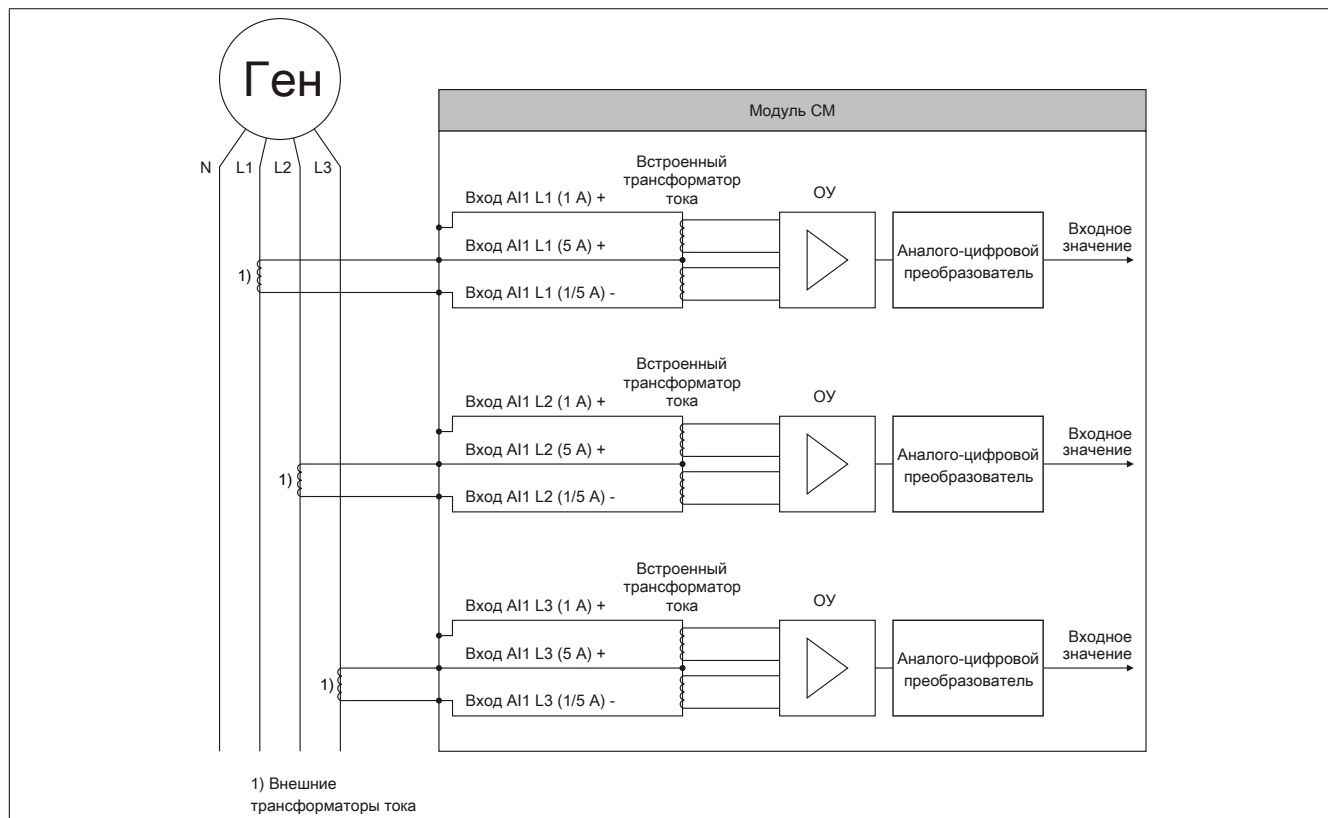 Ген
Модуль СМ
N L1 L2 L3
Встроенный
трансформатор
тока
ОУ
Вход AI1 L1 (1 А) +
Вход AI1 L1 (5 А) +
Вход AI1 L1 (1/5 А) -
Аналого-цифровой
преобразователь
Входное
значение
1)
Встроенный
трансформатор
тока
ОУ
Вход AI1 L2 (1 А) +
Вход AI1 L2 (5 А) +
Вход AI1 L2 (1/5 А) -
Аналого-цифровой
преобразователь
Входное
значение
1)
Встроенный
трансформатор
тока
ОУ
Вход AI1 L3 (1 А) +
Вход AI1 L3 (5 А) +
Вход AI1 L3 (1/5 А) -
Аналого-цифровой
преобразователь
Входное
значение
1)
1) Внешние
трансформаторы тока